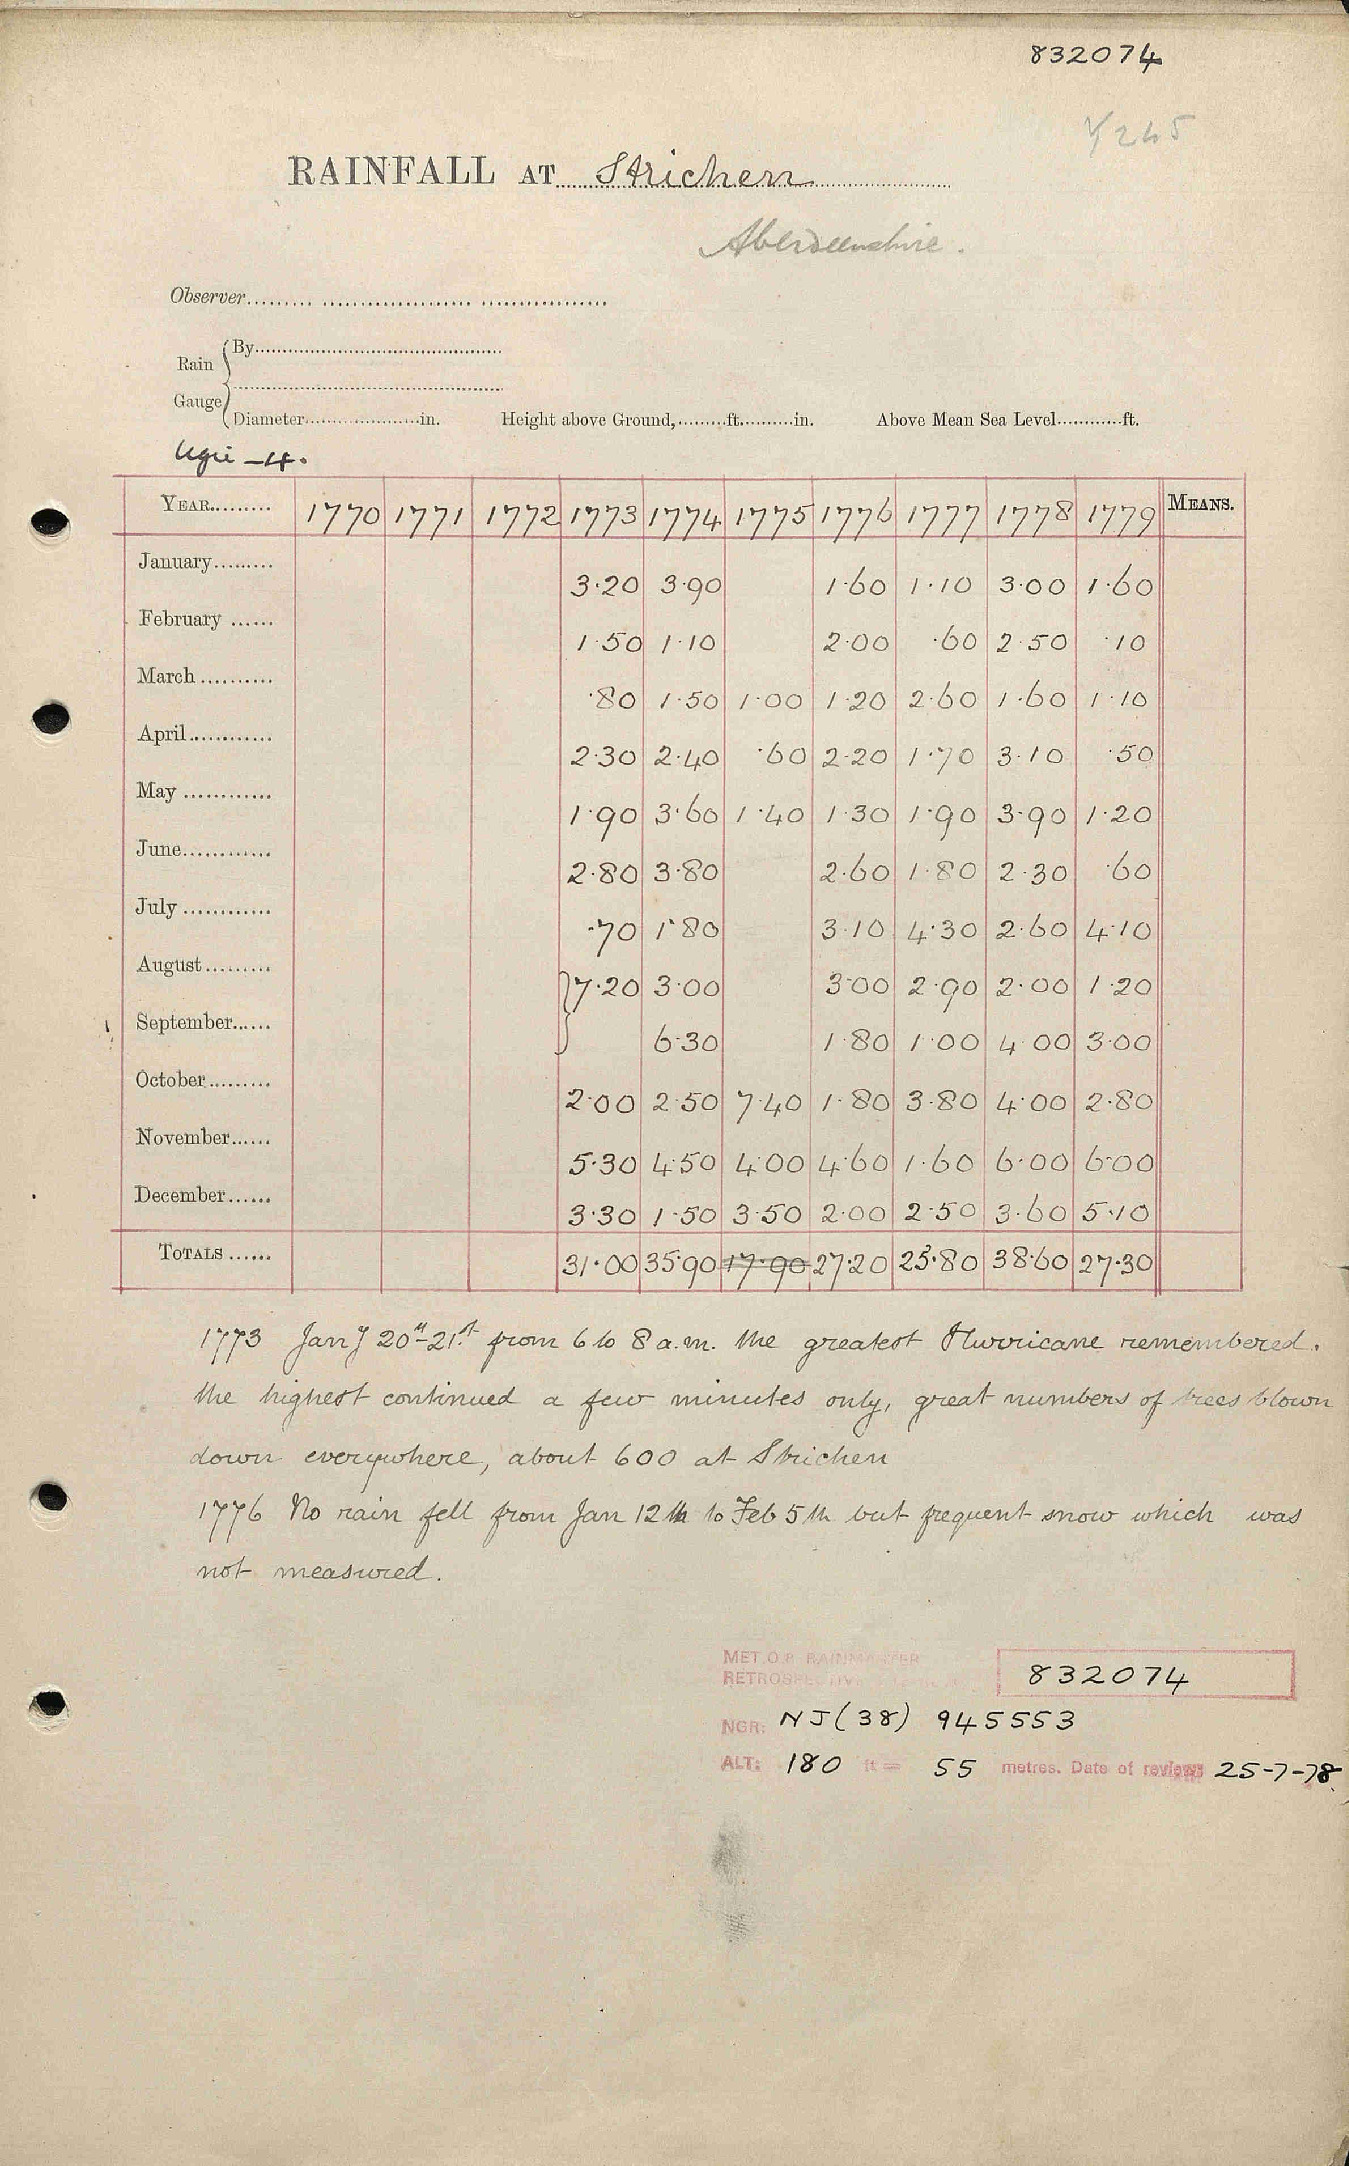 832074
RAINFALL AT Strichen
Aberdeenshire.
Observer
Rain Gauge
By
Diameter in. Height above Ground, ft. in. Above Mean Sea Level ft.
Ugie - 4.
YEAR 1770 1771 1772 1773 1774 1775 1776 1777 1778 1779 MEANS.
January 3.20 3.90 1.60 1.10 3.00 1.60
February 1.50 1.10 2.00 .60 2.50 .10
March .80 1.50 1.00 1.20 2.60 1.60 1.10
April 2.30 2.40 .60 2.20 1.70 3.10 .50
May 1.90 3.60 1.40 1.30 1.90 3.90 1.20
June 2.80 3.80 2.60 1.80 2.30 .60
July .70 1.80 3.10 4.30 2.60 4.10
August } 7.20 3.00 3.00 2.90 2.00 1.20
September 6.30 1.80 1.00 4.00 3.00
October 2.00 2.50 7.40 1.80 3.80 4.00 2.80
November 5.30 4.50 4.00 4.60 1.60 6.00 6.00
December 3.30 1.50 3.50 2.00 2.50 3.60 5.10
TOTALS 31.00 35.90 17.90 27.20 25.80 38.60 27.30
1773 Jany 20th-21st from 6 to 8 a.m. the greatest Hurricane remembered.
the highest continued a few minutes only, great numbers of trees blown
down everywhere, about 600 at Strichen
1776 No rain fell from Jan 12th to Feb 5th but frequent snow which was
not measured.
MET.O.8 RAINMASTER
RETROSPECTIVE 832074
NGR: NJ(38) 945553
ALT: 180 ft = 55 metres. Date of review: 25-7-78